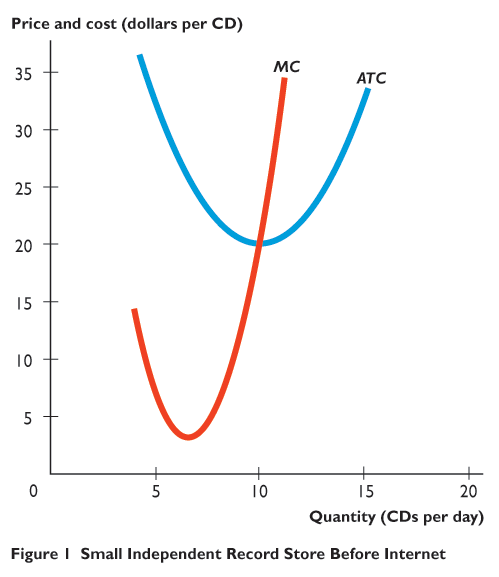 Price and cost (dollars per CD)
MC
ATC
35
30
25
20
15
10
5
0
5
10
15
20
Quantity (CDs per day)
Figure 1 Small Independent Record Store Before Internet